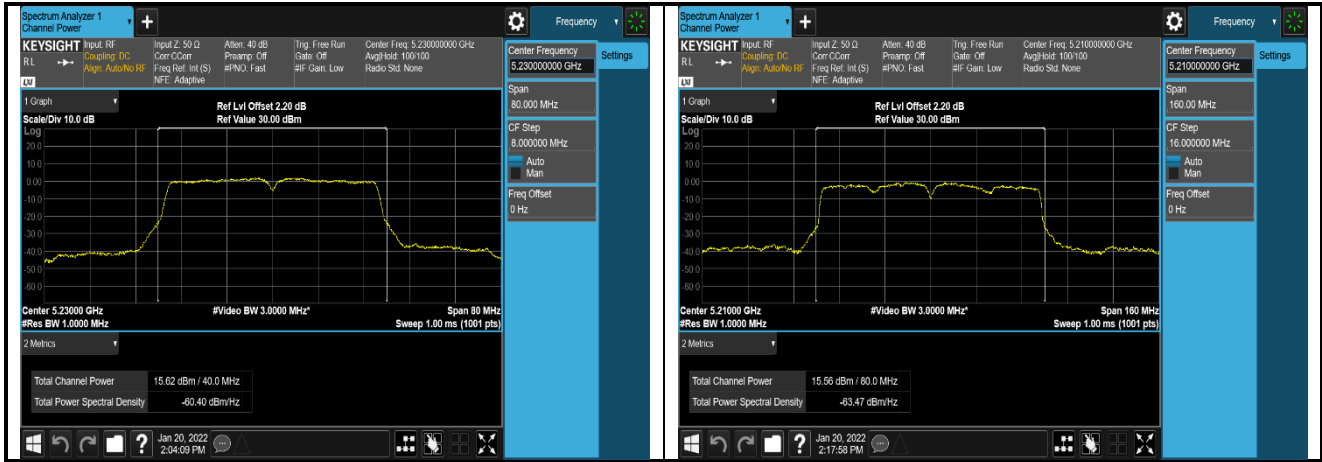 Spectrum Analyzer 1
Channel Power
+
Frequency
KEYSIGHT
R L
LXI
Input: RF
Coupling: DC
Align: Auto/No RF
Input Z: 50 Ω
Corr CCorr
Freq Ref: Int (S)
NFE: Adaptive
Atten: 40 dB
Preamp: Off
#PNO: Fast
Trig: Free Run
Gate: Off
#IF Gain: Low
Center Freq: 5.230000000 GHz
Avg|Hold: 100/100
Radio Std: None
Center Frequency
5.230000000 GHz
Settings
Span
80.000 MHz
CF Step
8.000000 MHz
Auto
Man
Freq Offset
0 Hz
1 Graph
Scale/Div 10.0 dB
Ref Lvl Offset 2.20 dB
Ref Value 30.00 dBm
Log
20.0
10.0
0.00
-10.0
-20.0
-30.0
-40.0
-50.0
-60.0
Center 5.23000 GHz
#Video BW 3.0000 MHz*
Span 80 MHz
#Res BW 1.0000 MHz
Sweep 1.00 ms (1001 pts)
2 Metrics
Total Channel Power 15.62 dBm / 40.0 MHz
Total Power Spectral Density -60.40 dBm/Hz
?
Jan 20, 2022
2:04:09 PM
Spectrum Analyzer 1
Channel Power
+
Frequency
KEYSIGHT
R L
LXI
Input: RF
Coupling: DC
Align: Auto/No RF
Input Z: 50 Ω
Corr CCorr
Freq Ref: Int (S)
NFE: Adaptive
Atten: 40 dB
Preamp: Off
#PNO: Fast
Trig: Free Run
Gate: Off
#IF Gain: Low
Center Freq: 5.210000000 GHz
Avg|Hold: 100/100
Radio Std: None
Center Frequency
5.210000000 GHz
Settings
Span
160.00 MHz
CF Step
16.000000 MHz
Auto
Man
Freq Offset
0 Hz
1 Graph
Scale/Div 10.0 dB
Ref Lvl Offset 2.20 dB
Ref Value 30.00 dBm
Log
20.0
10.0
0.00
-10.0
-20.0
-30.0
-40.0
-50.0
-60.0
Center 5.21000 GHz
#Video BW 3.0000 MHz*
Span 160 MHz
#Res BW 1.0000 MHz
Sweep 1.00 ms (1001 pts)
2 Metrics
Total Channel Power 15.56 dBm / 80.0 MHz
Total Power Spectral Density -63.47 dBm/Hz
?
Jan 20, 2022
2:17:58 PM